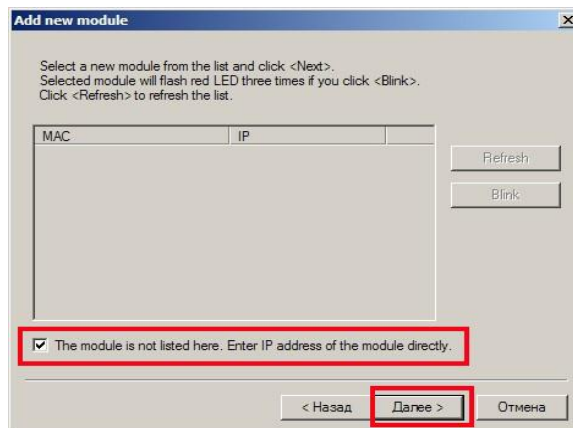 Add new module
Select a new module from the list and click <Next>.
Selected module will flash red LED three times if you click <Blink>.
Click <Refresh> to refresh the list.
MAC IP
Refresh
Blink
The module is not listed here. Enter IP address of the module directly.
< Назад Далее > Отмена